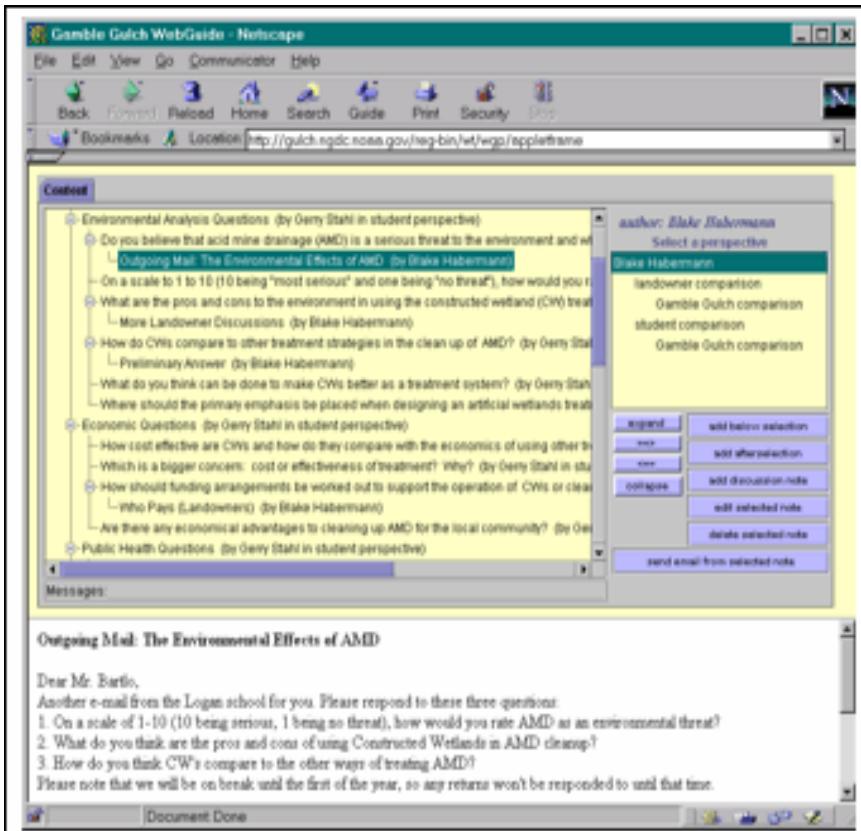 Gamble Gulch WebGuide - Netscape
File Edit View Go Communicator Help
Back Forward Reload Home Search Guide Print Security Stop
N
Bookmarks Location: http://gulch.ngdc.noaa.gov/reg-bin/wt/wgp/appletframe
Content
Environmental Analysis Questions (by Gerry Stahl in student perspective)
Do you believe that acid mine drainage (AMD) is a serious threat to the environment and wh
Outgoing Mail: The Environmental Effects of AMD (by Blake Habermann)
On a scale to 1 to 10 (10 being "most serious" and one being "no threat"), how would you ra
What are the pros and cons to the environment in using the constructed wetland (CW) treat
More Landowner Discussions (by Blake Habermann)
How do CWs compare to other treatment strategies in the clean up of AMD? (by Gerry Stal
Preliminary Answer (by Blake Habermann)
What do you think can be done to make CWs better as a treatment system? (by Gerry Stah
Where should the primary emphasis be placed when designing an artificial wetlands treat
Economic Questions (by Gerry Stahl in student perspective)
How cost effective are CWs and how do they compare with the economics of using other tr
Which is a bigger concern: cost or effectiveness of treatment? Why? (by Gerry Stahl in stu
How should funding arrangements be worked out to support the operation of CWs or clea
Who Pays (Landowners) (by Blake Habermann)
Are there any economical advantages to cleaning up AMD for the local community? (by Ger
Public Health Questions (by Gerry Stahl in student perspective)
Messages:
author: Blake Habermann
Select a perspective
Blake Habermann
landowner comparison
Gamble Gulch comparison
student comparison
Gamble Gulch comparison
expand
==>
<==
collapse
add below selection
add after selection
add discussion note
edit selected note
delete selected note
send email from selected note
Outgoing Mail: The Environmental Effects of AMD
Dear Mr. Bartlo,
Another e-mail from the Logan school for you. Please respond to these three questions:
1. On a scale of 1-10 (10 being serious, 1 being no threat), how would you rate AMD as an environmental threat?
2. What do you think are the pros and cons of using Constructed Wetlands in AMD cleanup?
3. How do you think CW's compare to the other ways of treating AMD?
Please note that we will be on break until the first of the year, so any returns won't be responded to until that time.
Document Done